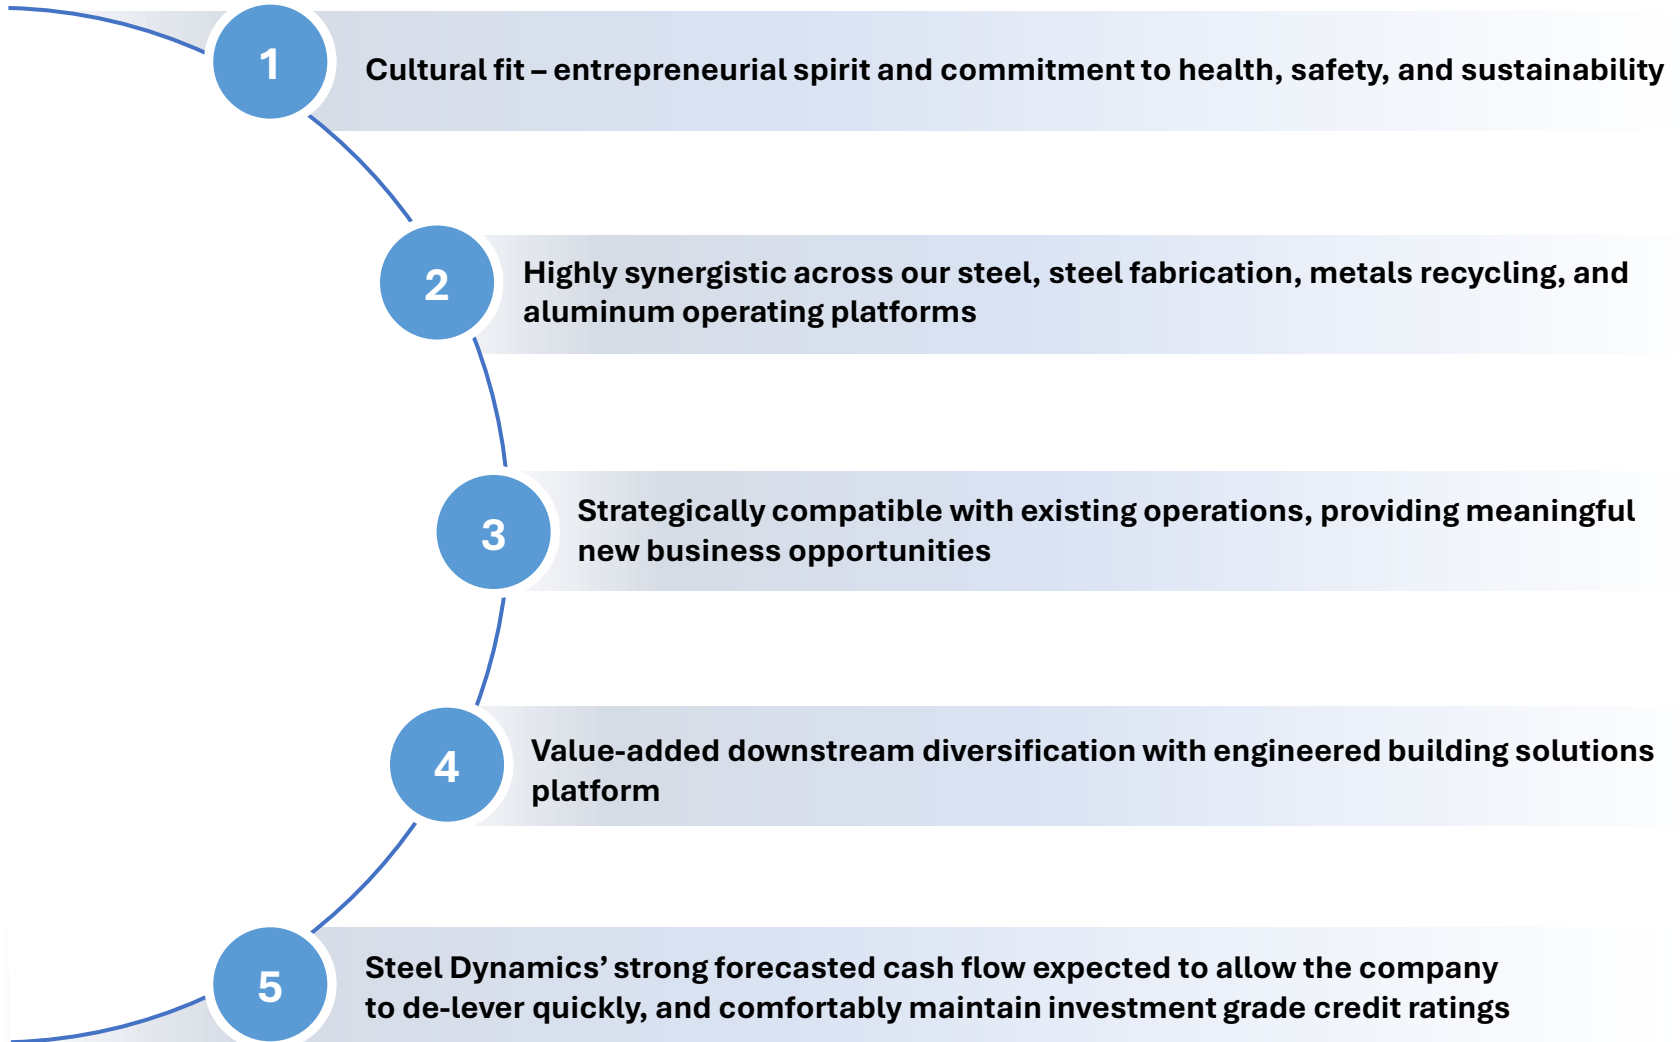 1
Cultural fit – entrepreneurial spirit and commitment to health, safety, and sustainability
2
Highly synergistic across our steel, steel fabrication, metals recycling, and
aluminum operating platforms
3
Strategically compatible with existing operations, providing meaningful
new business opportunities
4
Value-added downstream diversification with engineered building solutions
platform
5
Steel Dynamics’ strong forecasted cash flow expected to allow the company
to de-lever quickly, and comfortably maintain investment grade credit ratings